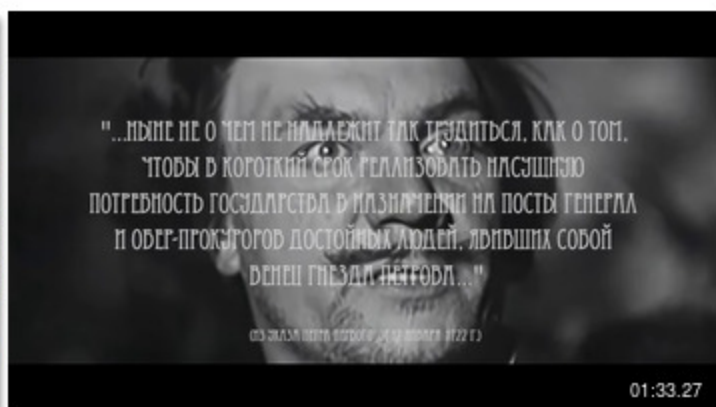 "...НЫНЕ НЕ О ЧЕМ НЕ НАДЛЕЖИТ ТАК ТРУДИТЬСЯ, КАК О ТОМ,
ЧТОБЫ В КОРОТКИЙ СРОК РЕАЛИЗОВАТЬ НАСУЩНУЮ
ПОТРЕБНОСТЬ ГОСУДАРСТВА В НАЗНАЧЕНИИ НА ПОСТЫ ГЕНЕРАЛ
И ОБЕР-ПРОКУРОРОВ ДОСТОЙНЫХ ЛЮДЕЙ, ЯВИВШИХ СОБОЙ
ВЕНЕЦ ГНЕЗДА ПЕТРОВА..."
(ИЗ УКАЗА ПЕТРА ПЕРВОГО ОТ 12 ЯНВАРЯ 1722 Г.)
01:33.27